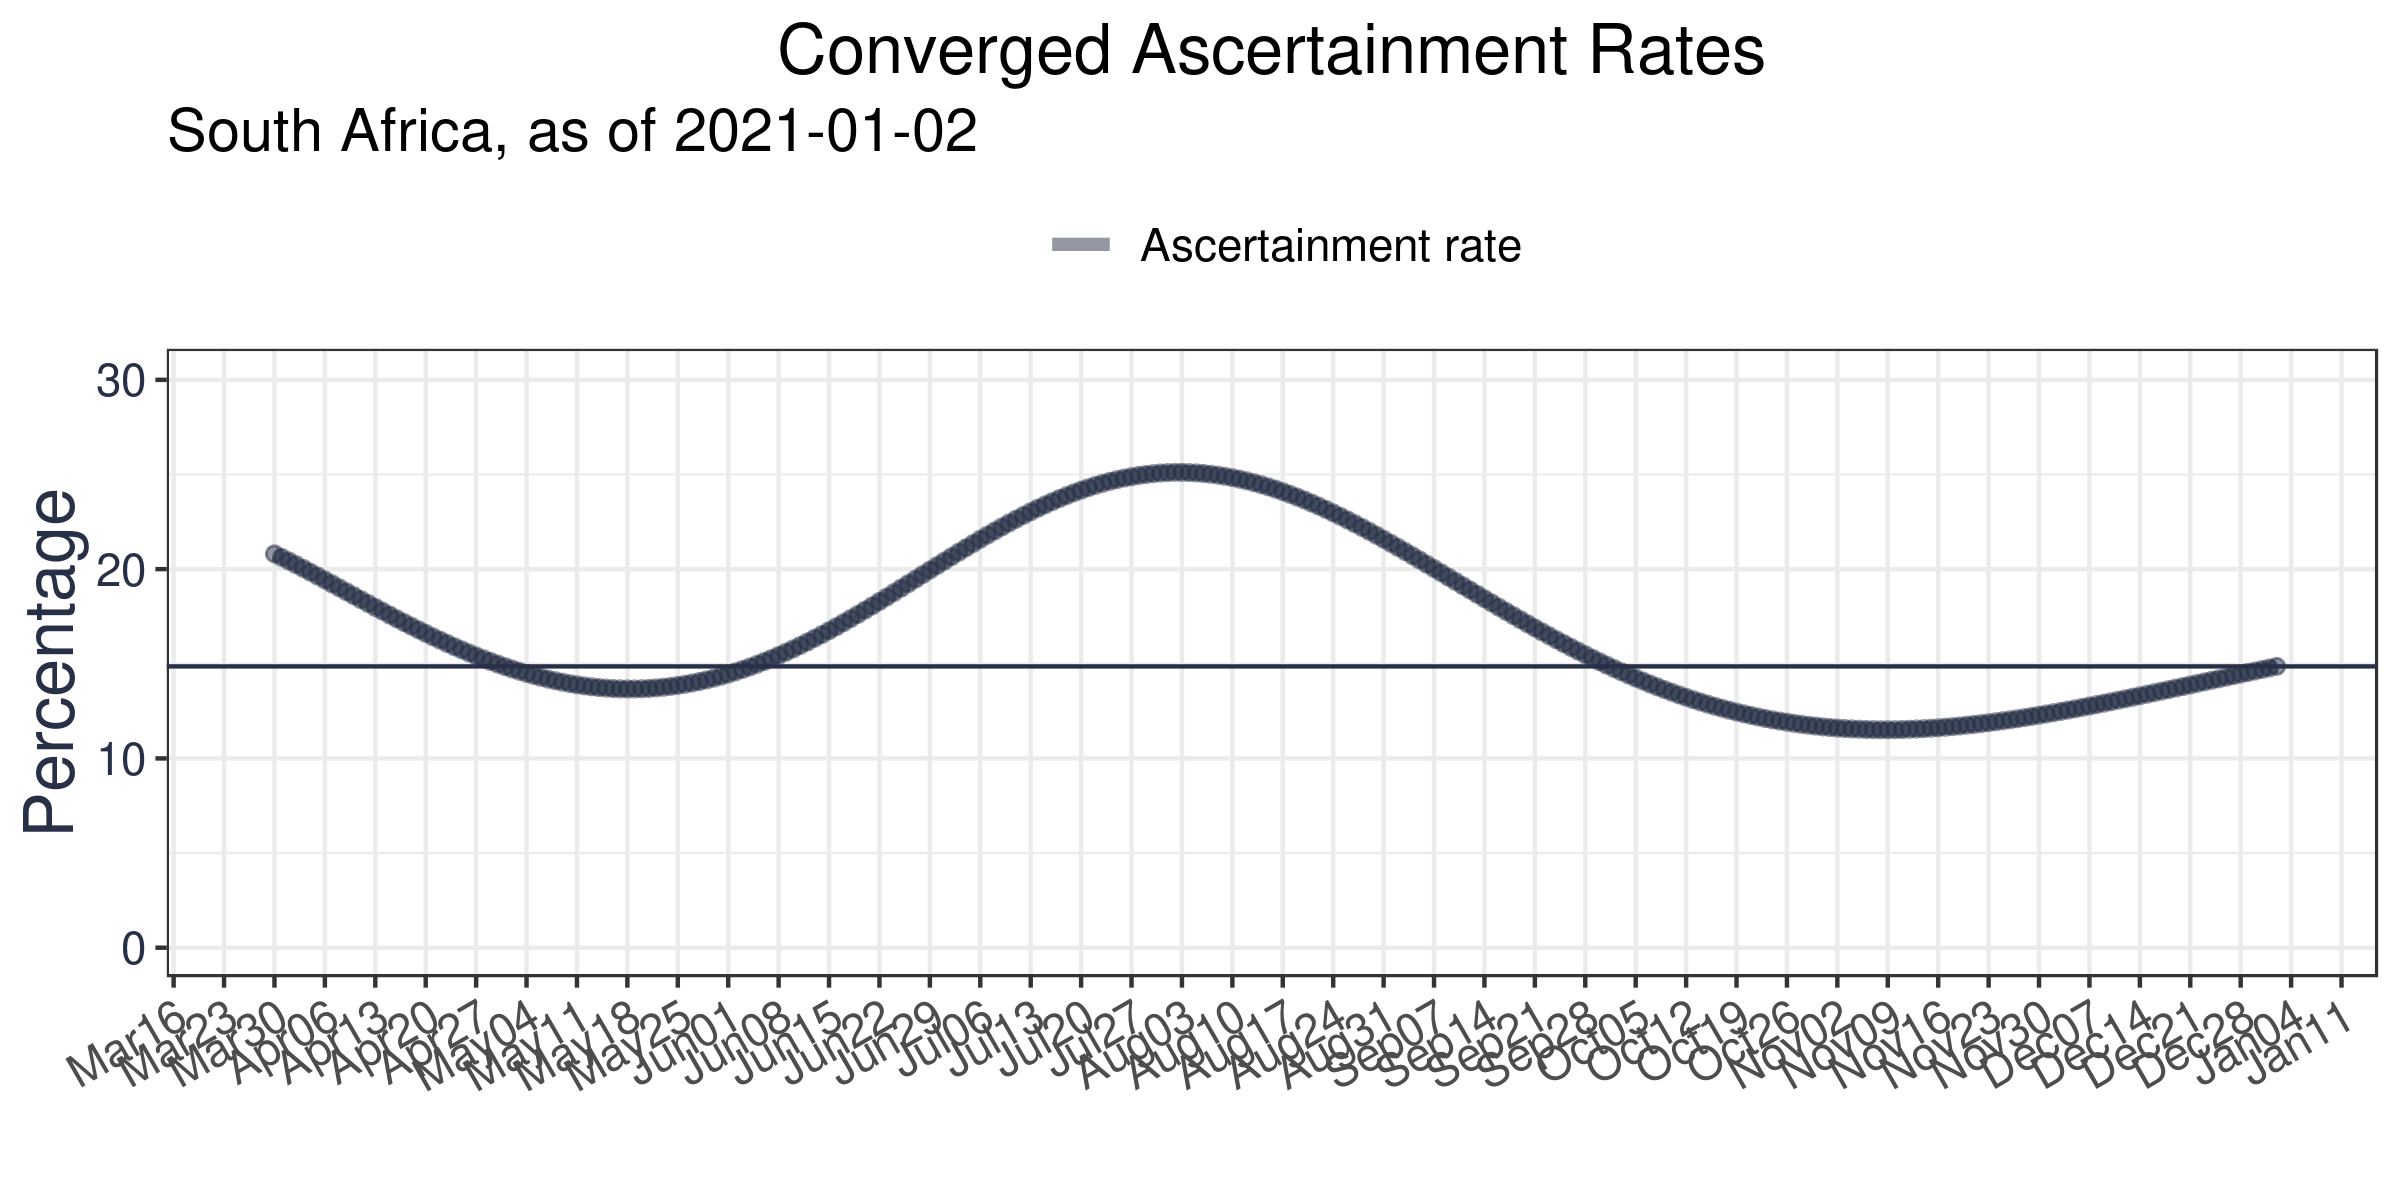 Converged Ascertainment Rates
South Africa, as of 2021-01-02
Ascertainment rate
Percentage
30
20
10
0
Mar16 Mar23 Mar30 Apr06 Apr13 Apr20 Apr27 May04 May11 May18 May25 Jun01 Jun08 Jun15 Jun22 Jun29 Jul06 Jul13 Jul20 Jul27 Aug03 Aug10 Aug17 Aug24 Aug31 Sep07 Sep14 Sep21 Sep28 Oct05 Oct12 Oct19 Oct26 Nov02 Nov09 Nov16 Nov23 Nov30 Dec07 Dec14 Dec21 Dec28 Jan04 Jan11